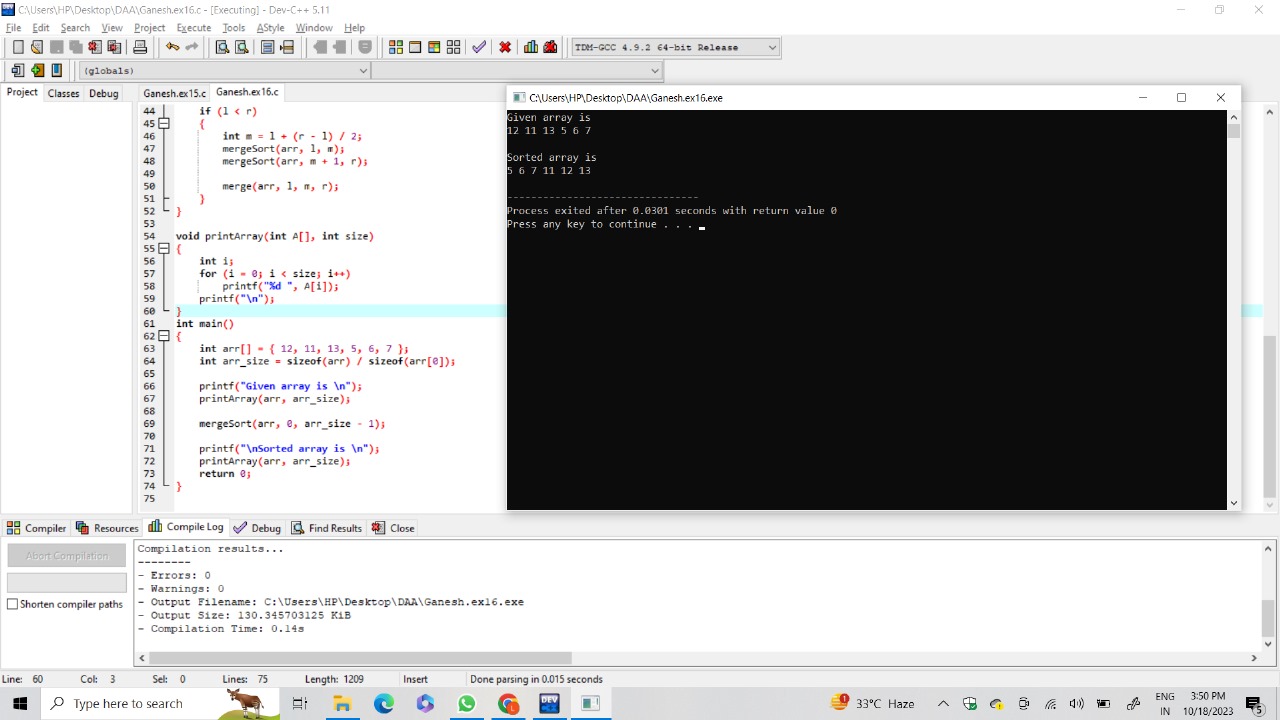 C:\Users\HP\Desktop\DAA\Ganesh.ex16.c - [Executing] - Dev-C++ 5.11
File Edit Search View Project Execute Tools AStyle Window Help
TDM-GCC 4.9.2 64-bit Release
(globals)
Project Classes Debug
Ganesh.ex15.c Ganesh.ex16.c
44 if (l < r)
45 {
46 int m = l + (r - l) / 2;
47 mergeSort(arr, l, m);
48 mergeSort(arr, m + 1, r);
49
50 merge(arr, l, m, r);
51 }
52 }
53
54 void printArray(int A[], int size)
55 {
56 int i;
57 for (i = 0; i < size; i++)
58 printf("%d ", A[i]);
59 printf("\n");
60 }
61 int main()
62 {
63 int arr[] = { 12, 11, 13, 5, 6, 7 };
64 int arr_size = sizeof(arr) / sizeof(arr[0]);
65
66 printf("Given array is \n");
67 printArray(arr, arr_size);
68
69 mergeSort(arr, 0, arr_size - 1);
70
71 printf("\nSorted array is \n");
72 printArray(arr, arr_size);
73 return 0;
74 }
75
C:\Users\HP\Desktop\DAA\Ganesh.ex16.exe
Given array is
12 11 13 5 6 7
Sorted array is
5 6 7 11 12 13
--------------------------------
Process exited after 0.0301 seconds with return value 0
Press any key to continue . . .
Compiler Resources Compile Log Debug Find Results Close
Abort Compilation
Shorten compiler paths
Compilation results...
--------
- Errors: 0
- Warnings: 0
- Output Filename: C:\Users\HP\Desktop\DAA\Ganesh.ex16.exe
- Output Size: 130.345703125 KiB
- Compilation Time: 0.14s
Line: 60 Col: 3 Sel: 0 Lines: 75 Length: 1209 Insert Done parsing in 0.015 seconds
Type here to search
DEV
1
33°C Haze
ENG
IN
3:50 PM
10/18/2023
5